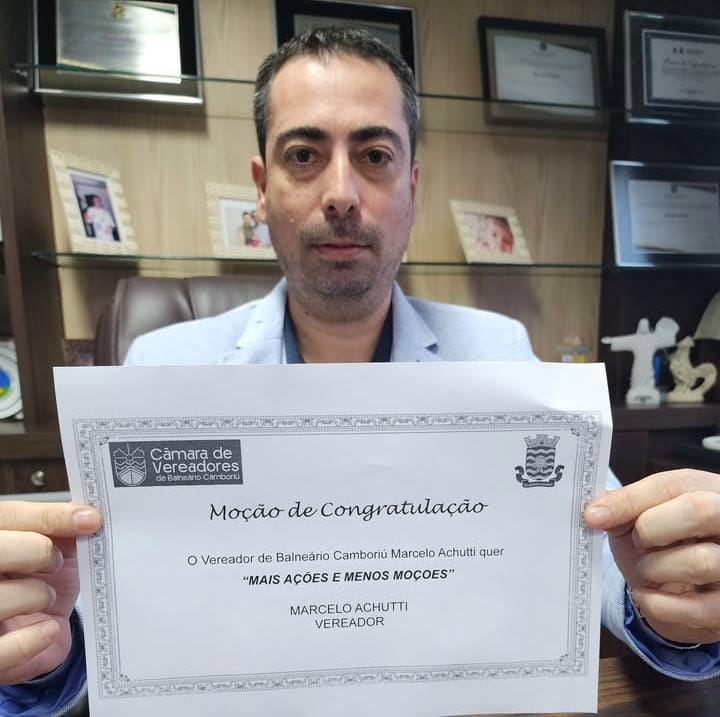 Câmara de
Vereadores
de Balneário Camboriú
Moção de Congratulação
O Vereador de Balneário Camboriú Marcelo Achutti quer
“MAIS AÇÕES E MENOS MOÇOES”
MARCELO ACHUTTI
VEREADOR